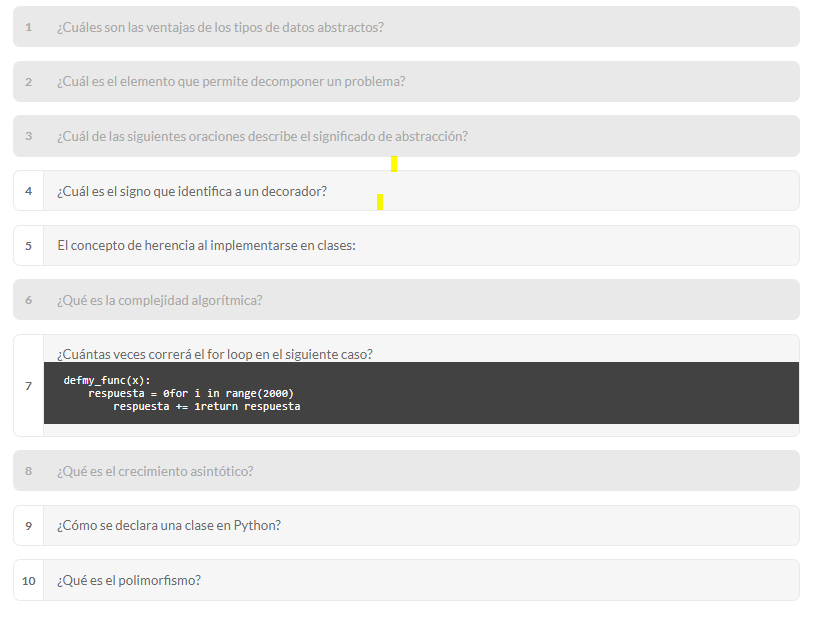 1 ¿Cuáles son las ventajas de los tipos de datos abstractos?
2 ¿Cuál es el elemento que permite decomponer un problema?
3 ¿Cuál de las siguientes oraciones describe el significado de abstracción?
4 ¿Cuál es el signo que identifica a un decorador?
5 El concepto de herencia al implementarse en clases:
6 ¿Qué es la complejidad algorítmica?
¿Cuántas veces correrá el for loop en el siguiente caso?
7
defmy_func(x):
    respuesta = 0for i in range(2000)
        respuesta += 1return respuesta
8 ¿Qué es el crecimiento asintótico?
9 ¿Cómo se declara una clase en Python?
10 ¿Qué es el polimorfismo?